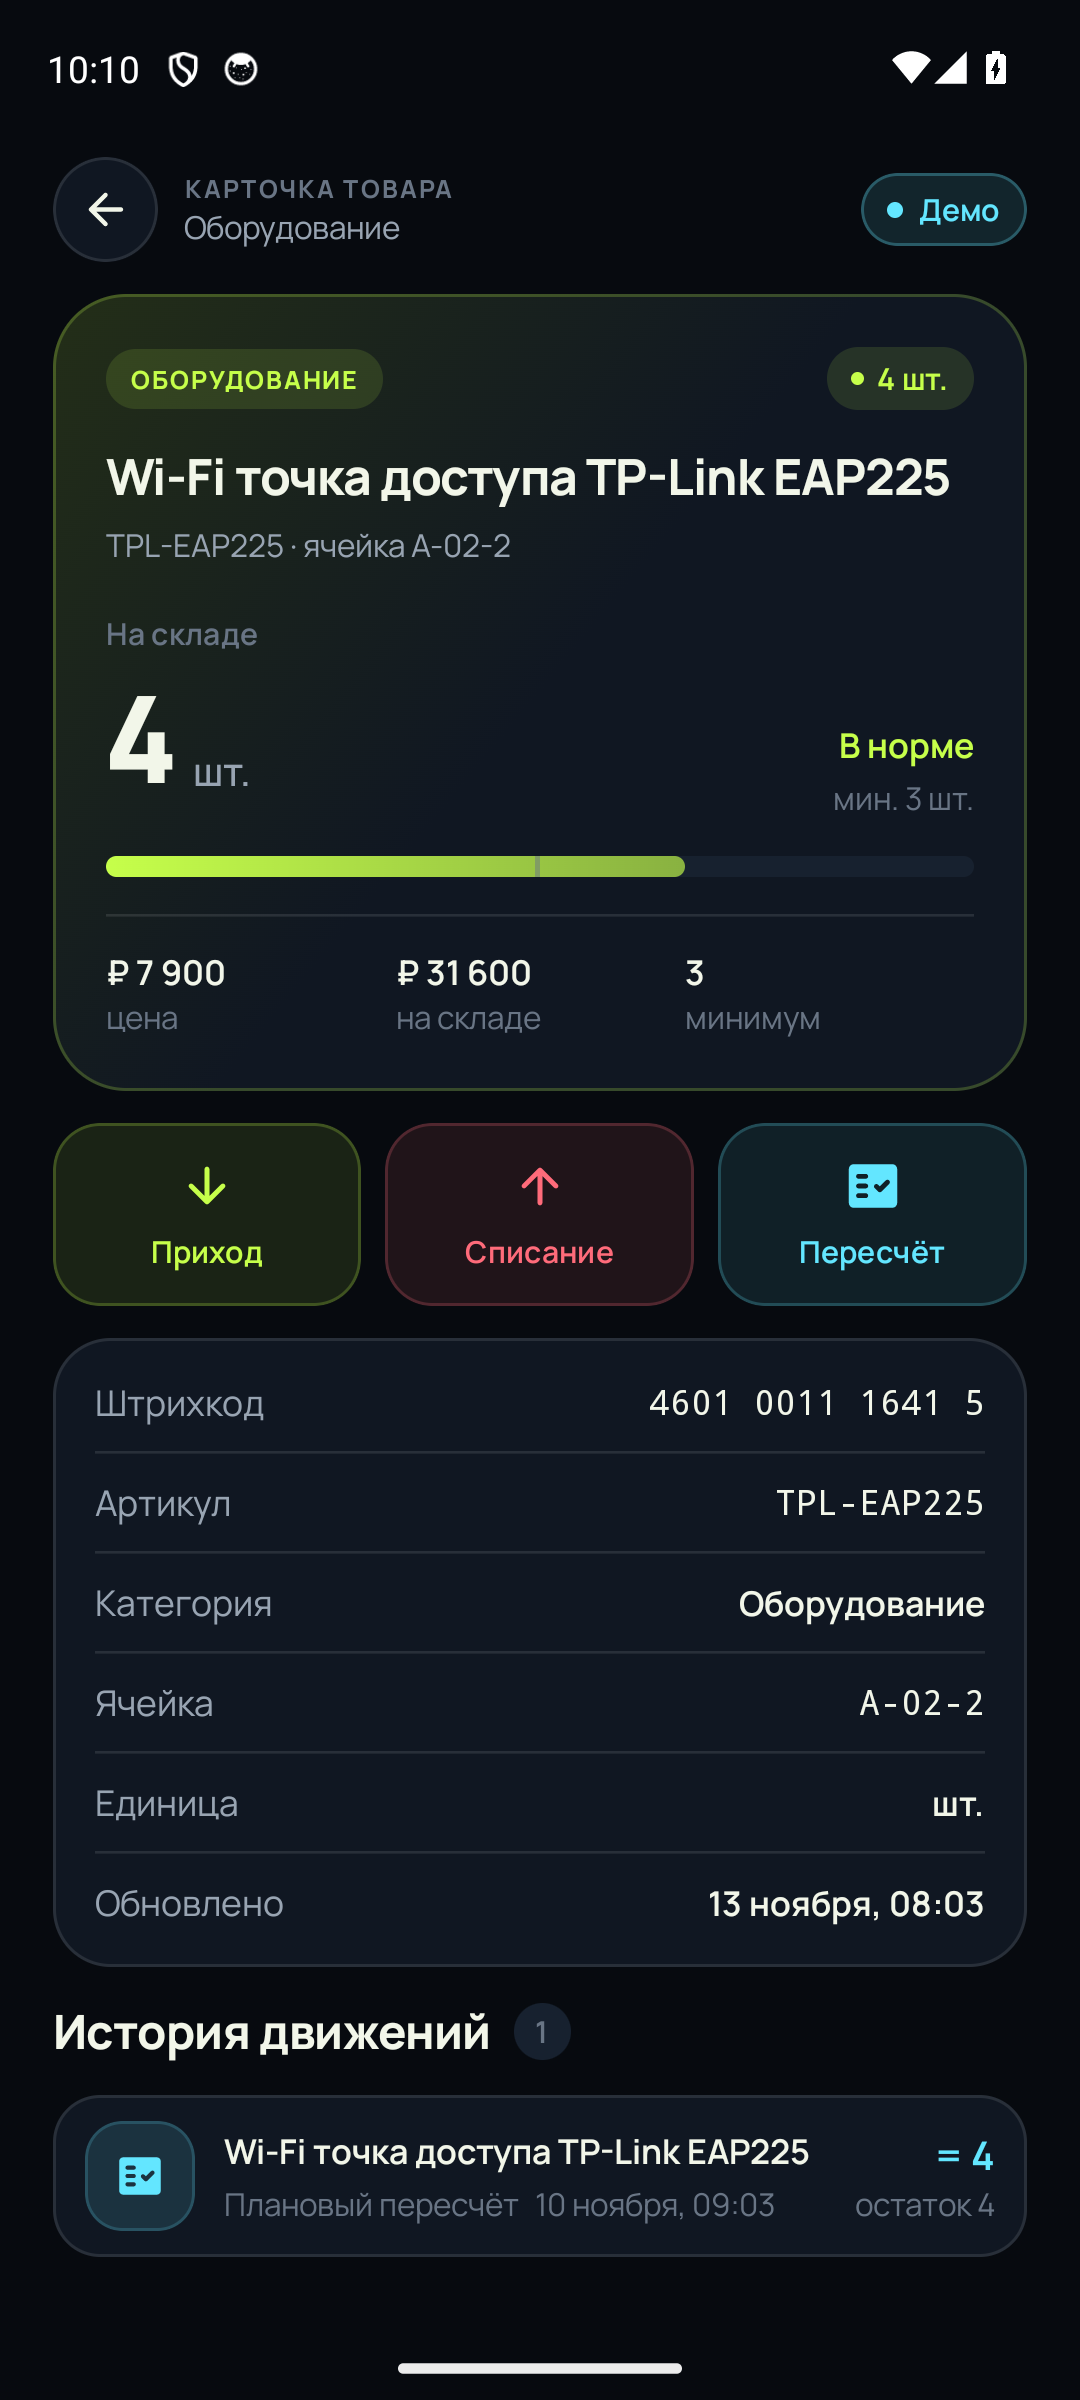 10:10
КАРТОЧКА ТОВАРА
Оборудование
Демо
ОБОРУДОВАНИЕ
4 шт.
Wi-Fi точка доступа TP-Link EAP225
TPL-EAP225 · ячейка A-02-2
На складе
4 шт.
В норме
мин. 3 шт.
₽ 7 900
цена
₽ 31 600
на складе
3
минимум
Приход
Списание
Пересчёт
Штрихкод
4601 0011 1641 5
Артикул
TPL-EAP225
Категория
Оборудование
Ячейка
A-02-2
Единица
шт.
Обновлено
13 ноября, 08:03
История движений 1
Wi-Fi точка доступа TP-Link EAP225
= 4
Плановый пересчёт 10 ноября, 09:03
остаток 4